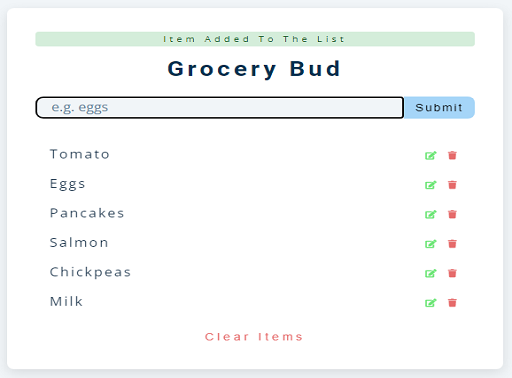 Item Added To The List
Grocery Bud
e.g. eggs
Submit
Tomato
Eggs
Pancakes
Salmon
Chickpeas
Milk
Clear Items